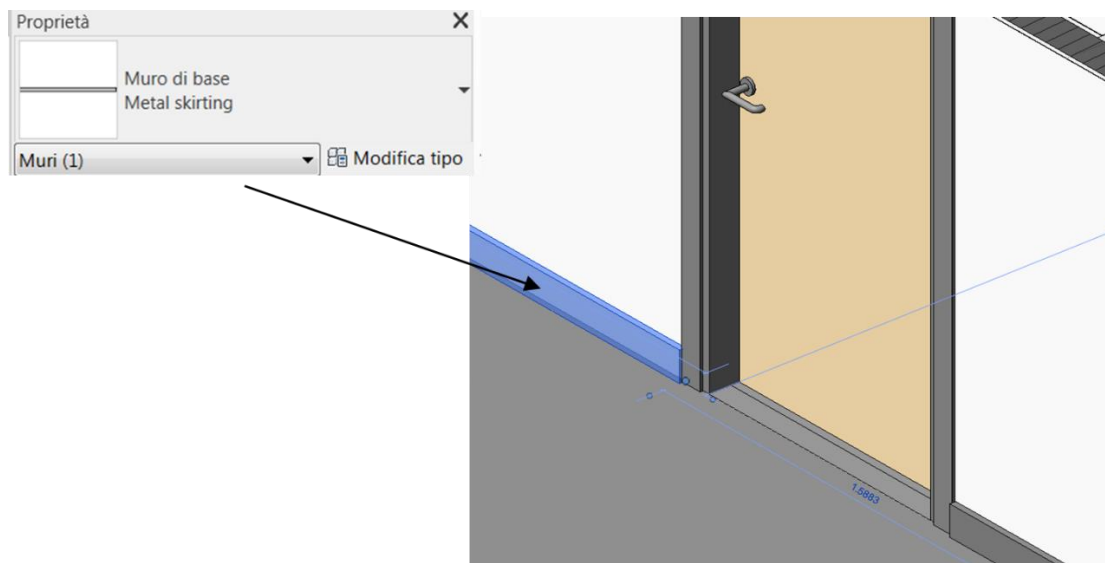 Proprietà
Muro di base
Metal skirting
Muri (1)
Modifica tipo
1.5883